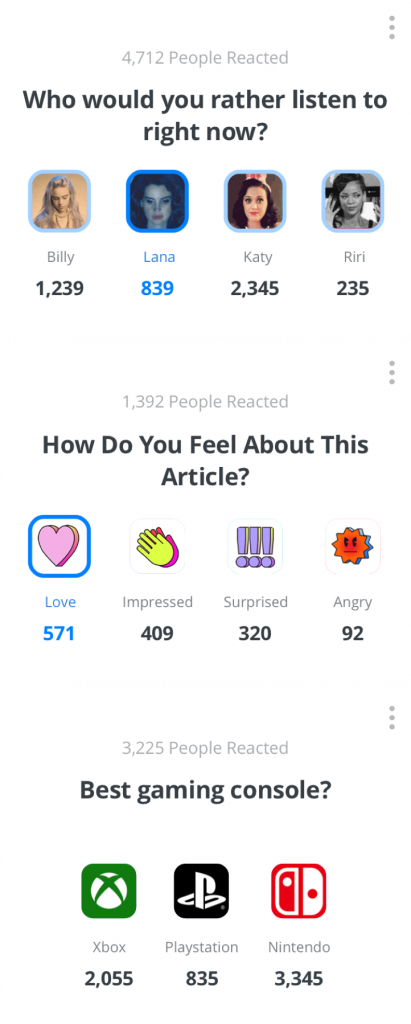 4,712 People Reacted
Who would you rather listen to
right now?
Billy Lana Katy Riri
1,239 839 2,345 235
1,392 People Reacted
How Do You Feel About This
Article?
Love Impressed Surprised Angry
571 409 320 92
3,225 People Reacted
Best gaming console?
Xbox Playstation Nintendo
2,055 835 3,345